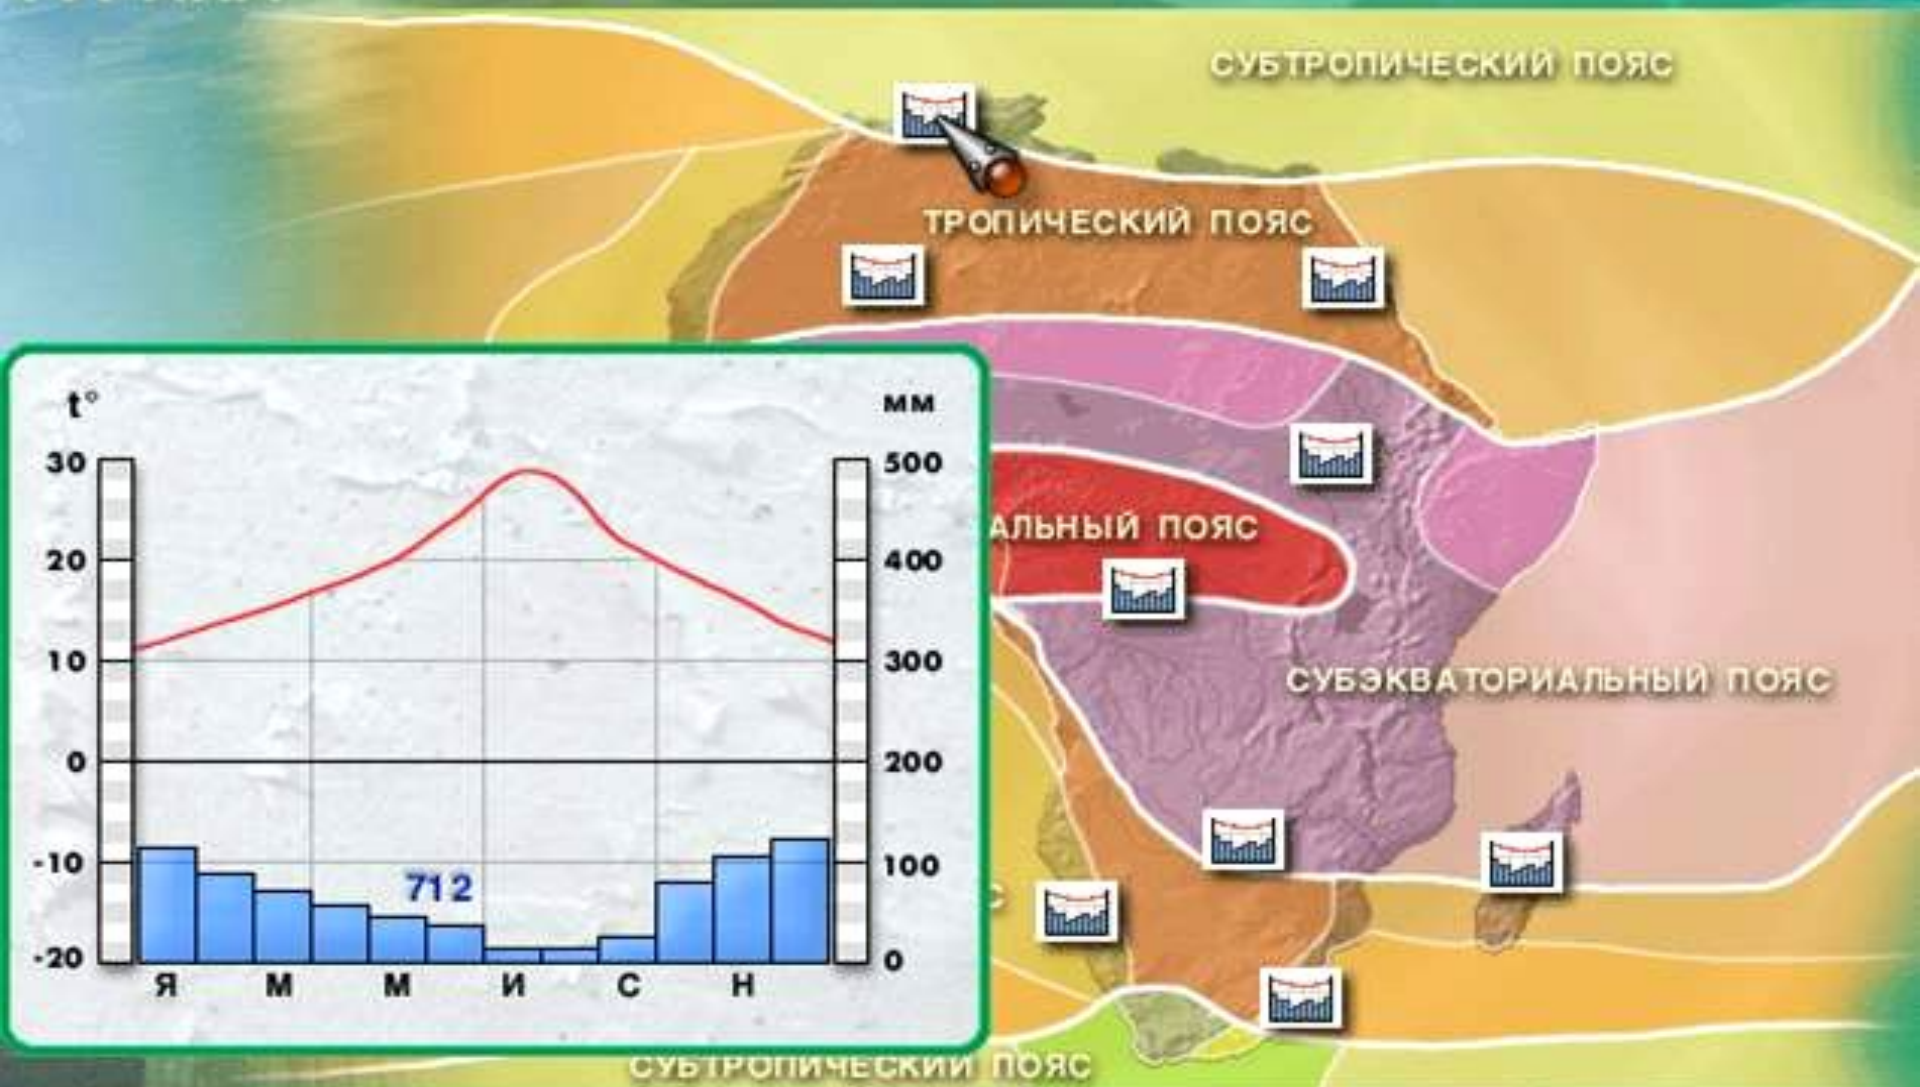 СУБТРОПИЧЕСКИЙ ПОЯС
ТРОПИЧЕСКИЙ ПОЯС
t° мм
30 500
20 400
АЛЬНЫЙ ПОЯС
10 300
СУБЭКВАТОРИАЛЬНЫЙ ПОЯС
0 200
-10 100
712
С
-20 0
Я М М И С Н
СУБТРОПИЧЕСКИЙ ПОЯС